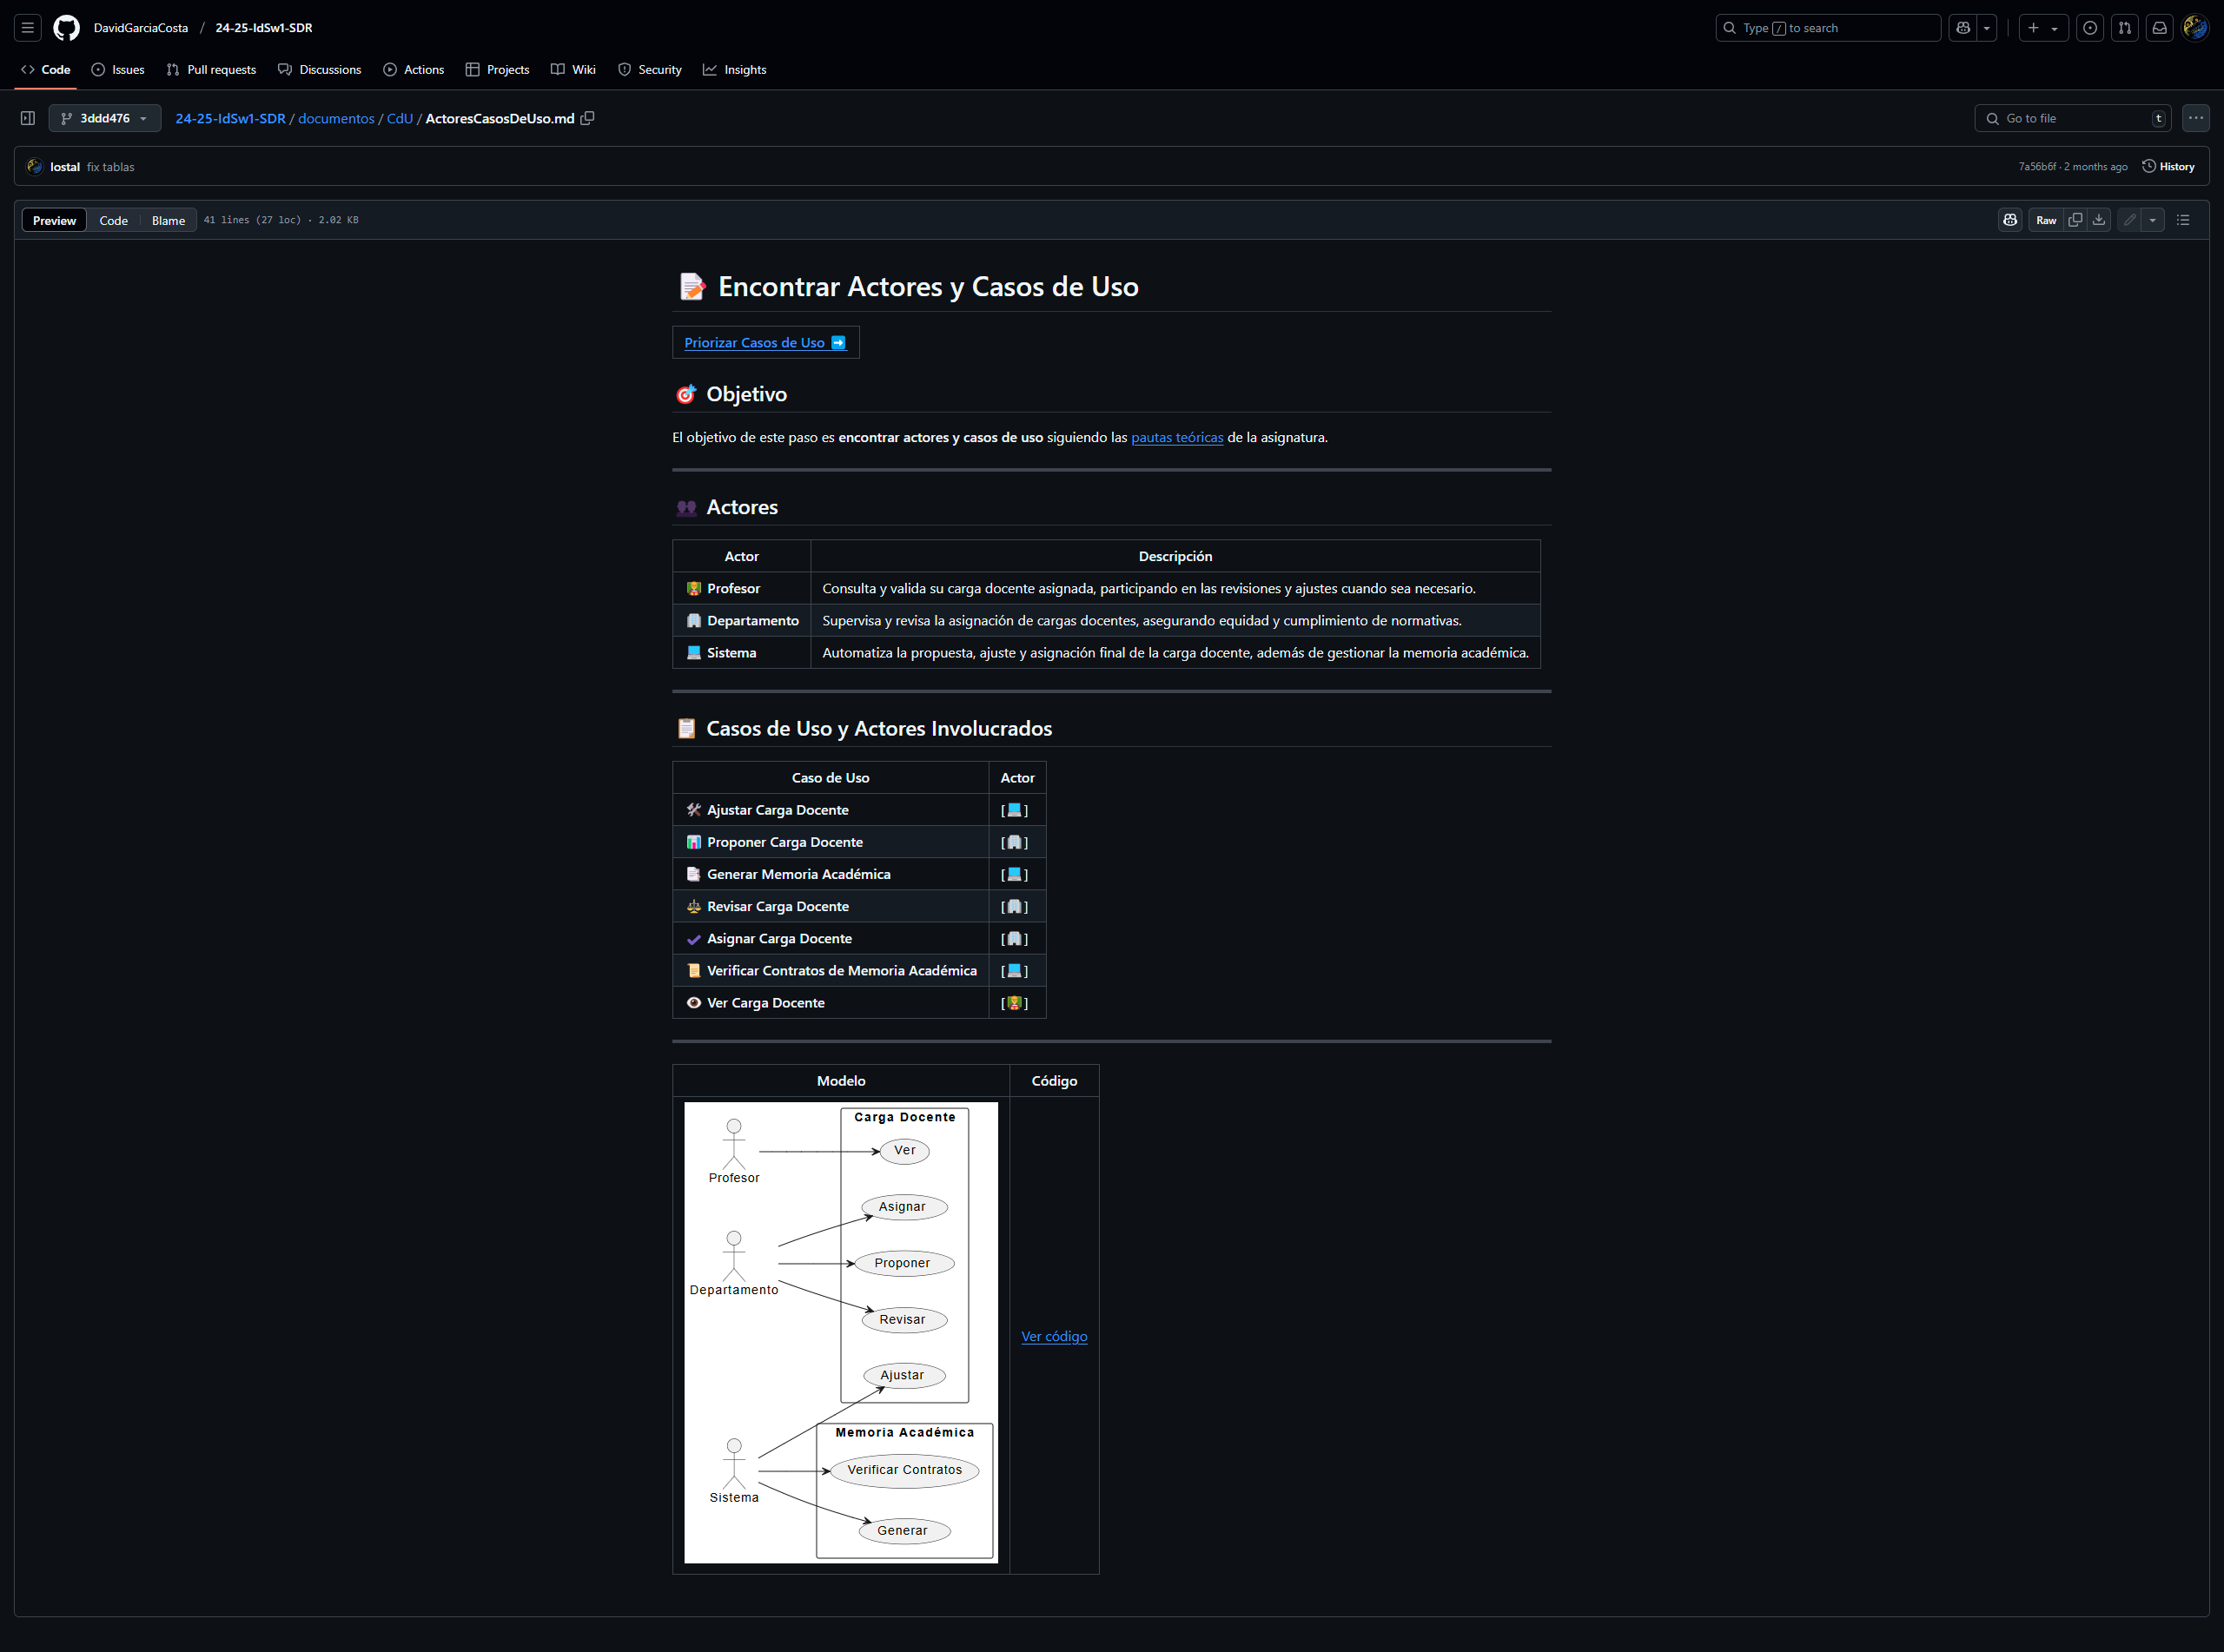 DavidGarciaCosta / 24-25-IdSw1-SDR
Type / to search
Code Issues Pull requests Discussions Actions Projects Wiki Security Insights
3ddd476 24-25-IdSw1-SDR / documentos / CdU / ActoresCasosDeUso.md
Go to file t
lostal fix tablas
7a56b6f · 2 months ago History
Preview Code Blame 41 lines (27 loc) · 2.02 KB
Raw
📝 Encontrar Actores y Casos de Uso
Priorizar Casos de Uso ➡️
🎯 Objetivo
El objetivo de este paso es encontrar actores y casos de uso siguiendo las pautas teóricas de la asignatura.
👥 Actores
Actor Descripción
👩‍🏫 Profesor Consulta y valida su carga docente asignada, participando en las revisiones y ajustes cuando sea necesario.
🏢 Departamento Supervisa y revisa la asignación de cargas docentes, asegurando equidad y cumplimiento de normativas.
💻 Sistema Automatiza la propuesta, ajuste y asignación final de la carga docente, además de gestionar la memoria académica.
📋 Casos de Uso y Actores Involucrados
Caso de Uso Actor
🛠️ Ajustar Carga Docente [💻]
📊 Proponer Carga Docente [🏢]
📑 Generar Memoria Académica [💻]
⚖️ Revisar Carga Docente [🏢]
✔️ Asignar Carga Docente [🏢]
📜 Verificar Contratos de Memoria Académica [💻]
👁️ Ver Carga Docente [👩‍🏫]
Modelo Código
Carga Docente
Ver
Profesor
Asignar
Proponer
Departamento
Revisar
Ver código
Ajustar
Memoria Académica
Verificar Contratos
Sistema
Generar